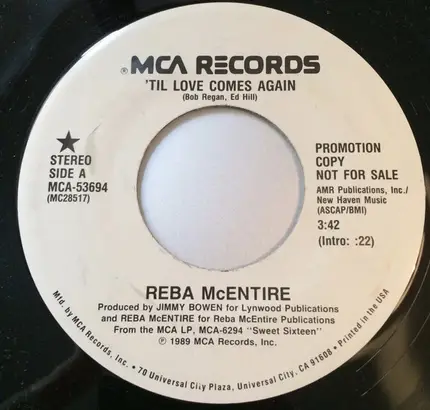 ®MCA RECORDS
'TIL LOVE COMES AGAIN
(Bob Regan, Ed Hill)
STEREO
SIDE A
MCA-53694
(MC28517)
PROMOTION
COPY
NOT FOR SALE
AMR Publications, Inc./
New Haven Music
(ASCAP/BMI)
3:42
(Intro: :22)
REBA McENTIRE
Produced by JIMMY BOWEN for Lynwood Publications
and REBA McENTIRE for Reba McEntire Publications
From the MCA LP, MCA-6294 "Sweet Sixteen"
℗ 1989 MCA Records, Inc.
Mfd. by MCA Records, Inc. • 70 Universal City Plaza, Universal City, CA 91608 • Printed in the USA